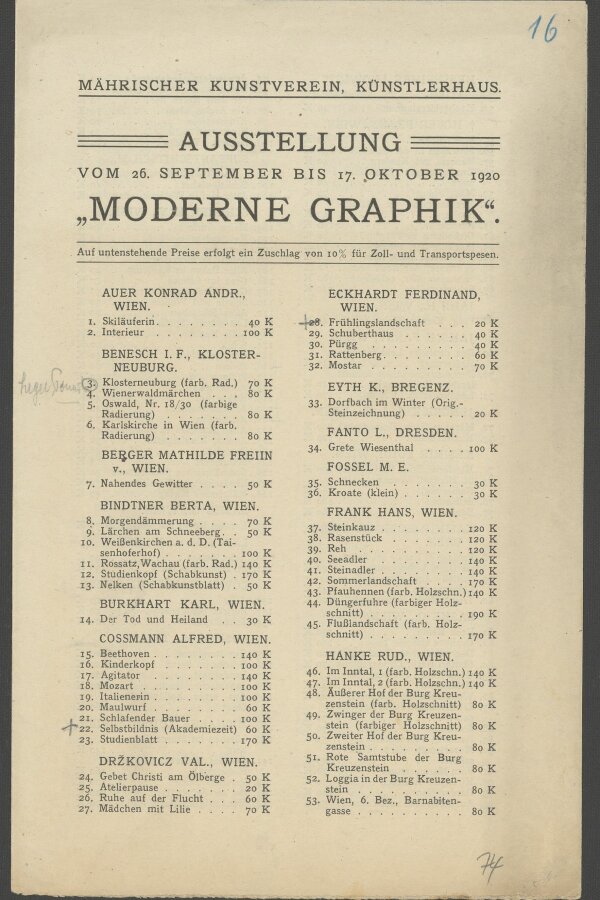 16
MÄHRISCHER KUNSTVEREIN, KÜNSTLERHAUS.
AUSSTELLUNG
VOM 26. SEPTEMBER BIS 17. OKTOBER 1920
„MODERNE GRAPHIK“.
Auf untenstehende Preise erfolgt ein Zuschlag von 10% für Zoll- und Transportspesen.
AUER KONRAD ANDR.,
WIEN.
1. Skiläuferin. . . . . . . . 40 K
2. Interieur . . . . . . . . 100 K
BENESCH I. F., KLOSTER-
NEUBURG.
3. Klosterneuburg (farb. Rad.) 70 K
4. Wienerwaldmärchen . . . 80 K
5. Oswald, Nr. 18/30 (farbige
Radierung) . . . . . . . 80 K
6. Karlskirche in Wien (farb.
Radierung) . . . . . . . 80 K
BERGER MATHILDE FREIIN
v., WIEN.
7. Nahendes Gewitter . . . . 50 K
BINDTNER BERTA, WIEN.
8. Morgendämmerung . . . . 70 K
9. Lärchen am Schneeberg. . 50 K
10. Weißenkirchen a. d. D. (Tai-
senhoferhof) . . . . . . . 100 K
11. Rossatz, Wachau (farb. Rad.) 140 K
12. Studienkopf (Schabkunst) . 170 K
13. Nelken (Schabkunstblatt) . 50 K
BURKHART KARL, WIEN.
14. Der Tod und Heiland . . 30 K
COSSMANN ALFRED, WIEN.
15. Beethoven . . . . . . . . 140 K
16. Kinderkopf . . . . . . . 100 K
17. Agitator . . . . . . . . 140 K
18. Mozart . . . . . . . . . 100 K
19. Italienerin . . . . . . . . 100 K
20. Maulwurf . . . . . . . . 60 K
21. Schlafender Bauer . . . . 100 K
22. Selbstbildnis (Akademiezeit) 60 K
23. Studienblatt . . . . . . . 170 K
DRŽKOVICZ VAL., WIEN.
24. Gebet Christi am Ölberge . 50 K
25. Atelierpause . . . . . . . 20 K
26. Ruhe auf der Flucht . . . 60 K
27. Mädchen mit Lilie . . . . 70 K
ECKHARDT FERDINAND,
WIEN.
28. Frühlingslandschaft . . . 20 K
29. Schuberthaus . . . . . . 40 K
30. Pürgg . . . . . . . . . 40 K
31. Rattenberg. . . . . . . . 60 K
32. Mostar . . . . . . . . . 70 K
EYTH K., BREGENZ.
33. Dorfbach im Winter (Orig.-
Steinzeichnung) . . . . . 20 K
FANTO L., DRESDEN.
34. Grete Wiesenthal . . . . 100 K
FOSSEL M. E.
35. Schnecken . . . . . . . 30 K
36. Kroate (klein) . . . . . . 30 K
FRANK HANS, WIEN.
37. Steinkauz . . . . . . . . 120 K
38. Rasenstück . . . . . . . 120 K
39. Reh . . . . . . . . . . 120 K
40. Seeadler . . . . . . . . 140 K
41. Steinadler . . . . . . . . 140 K
42. Sommerlandschaft . . . . 170 K
43. Pfauhennen (farb. Holzschn.) 140 K
44. Düngerfuhre (farbiger Holz-
schnitt) . . . . . . . . . 190 K
45. Flußlandschaft (farb. Holz-
schnitt) . . . . . . . . . 170 K
HANKE RUD., WIEN.
46. Im Inntal, 1 (farb. Holzschn.) 140 K
47. Im Inntal, 2 (farb. Holzschn.) 140 K
48. Äußerer Hof der Burg Kreu-
zenstein (farb. Holzschnitt) 80 K
49. Zwinger der Burg Kreuzen-
stein (farbiger Holzschnitt) 80 K
50. Zweiter Hof der Burg Kreu-
zenstein . . . . . . . . . 80 K
51. Rote Samtstube der Burg
Kreuzenstein . . . . . . 80 K
52. Loggia in der Burg Kreuzen-
stein . . . . . . . . . . 80 K
53. Wien, 6. Bez., Barnabiten-
gasse . . . . . . . . . . 80 K
74